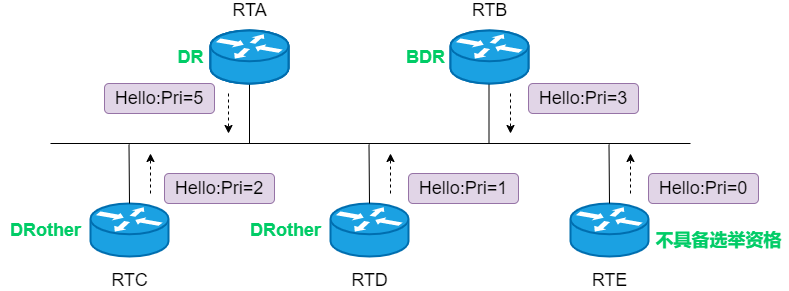 RTA
RTB
DR
BDR
Hello:Pri=5
Hello:Pri=3
Hello:Pri=2
Hello:Pri=1
Hello:Pri=0
DRother
DRother
不具备选举资格
RTC
RTD
RTE